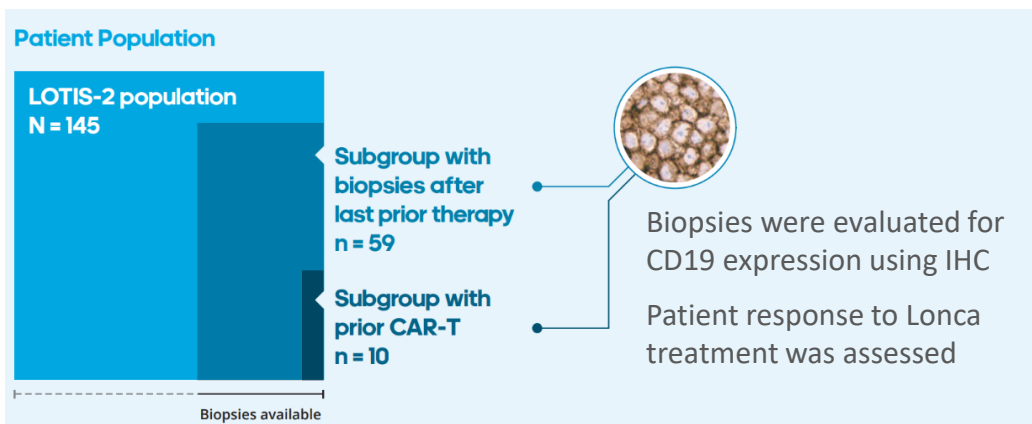 Patient Population
LOTIS-2 population
N = 145
Subgroup with
biopsies after
last prior therapy
n = 59
Subgroup with
prior CAR-T
n = 10
Biopsies available
Biopsies were evaluated for
CD19 expression using IHC
Patient response to Lonca
treatment was assessed